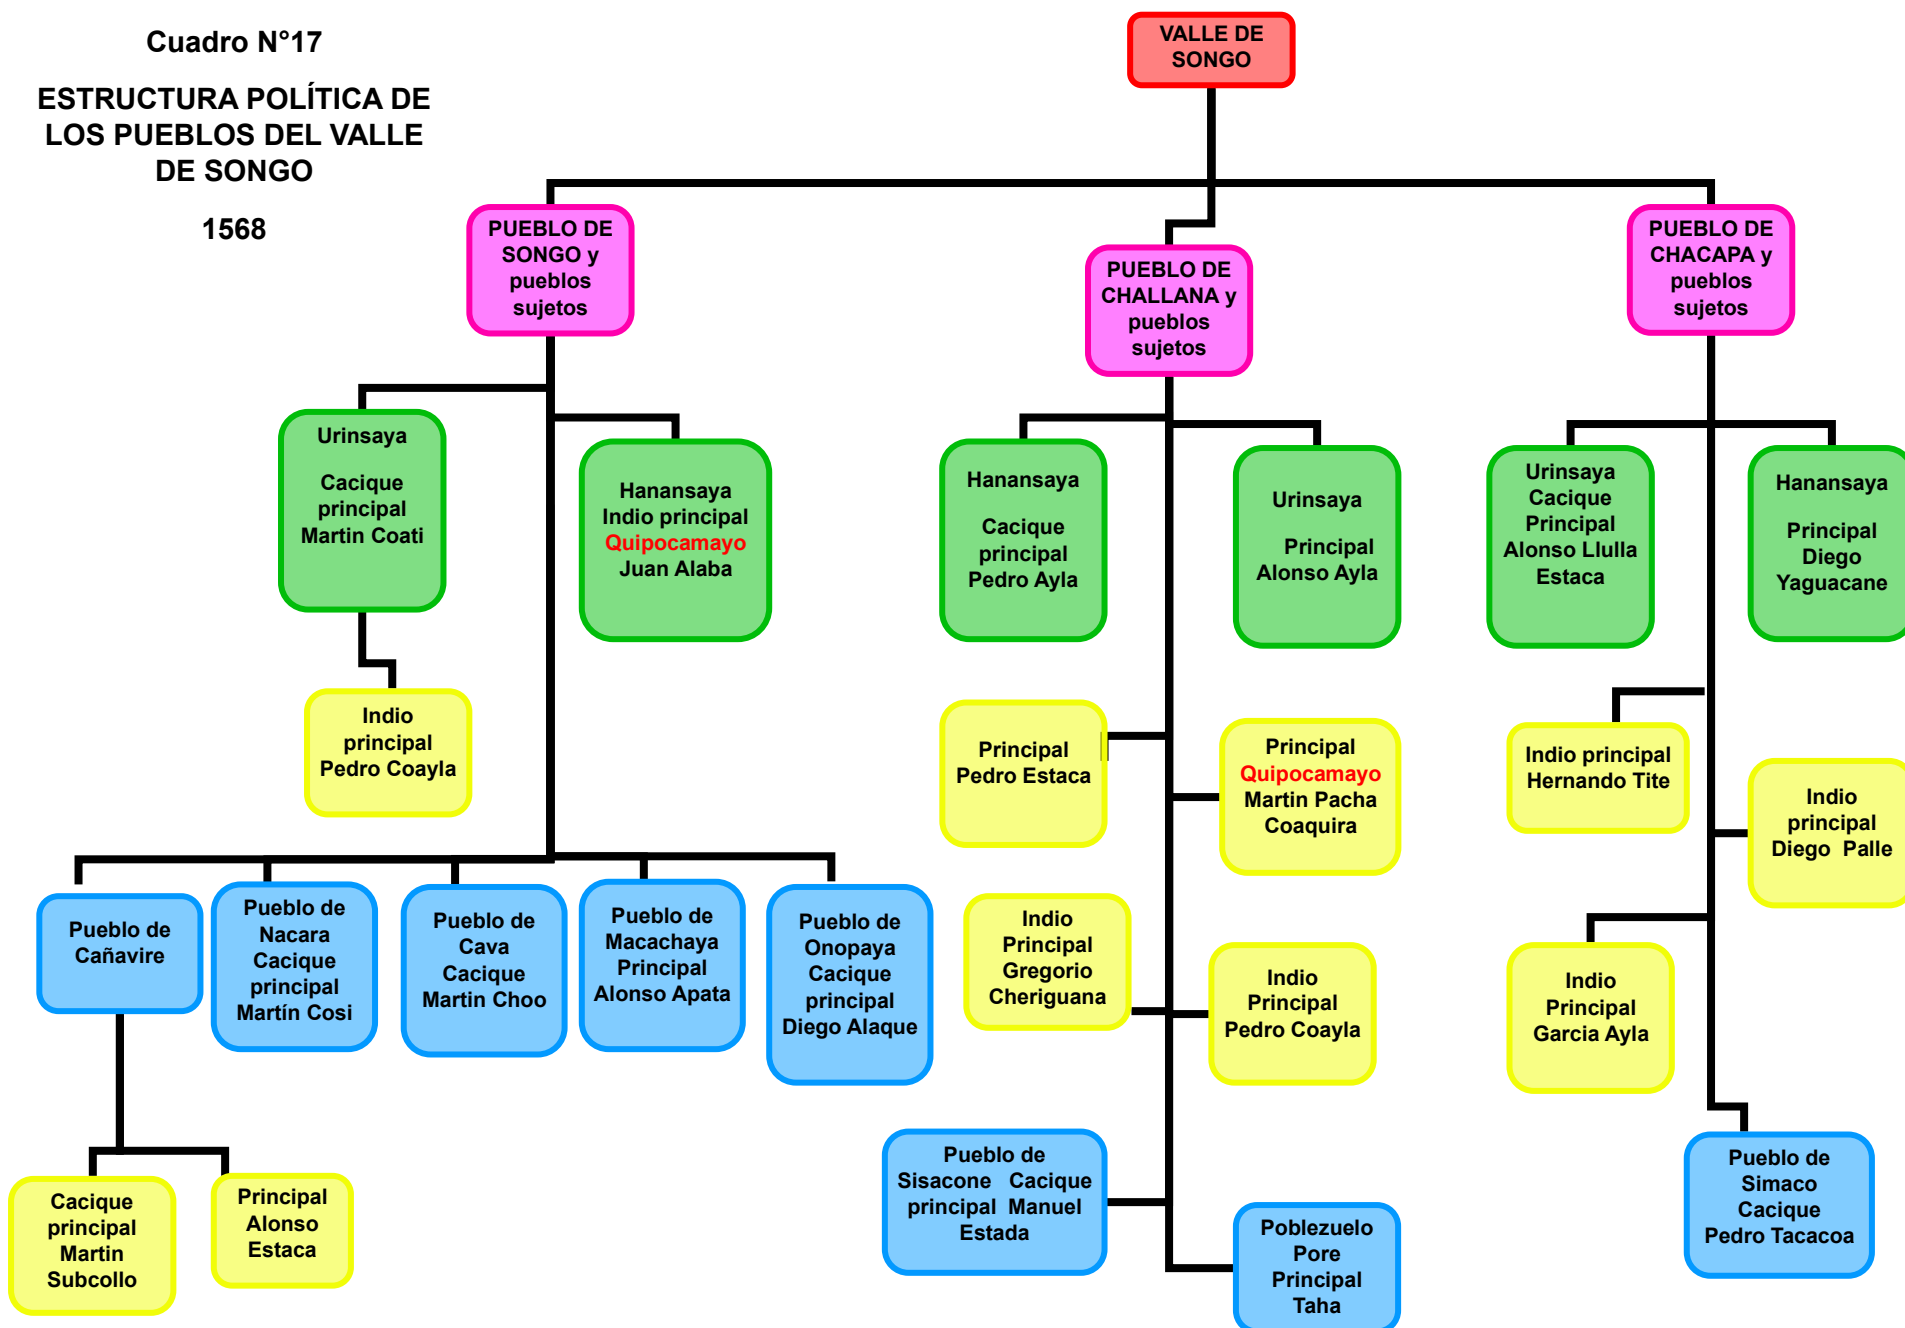 Cuadro N°17
ESTRUCTURA POLÍTICA DE
LOS PUEBLOS DEL VALLE
DE SONGO
1568
VALLE DE
SONGO
PUEBLO DE
SONGO y
pueblos
sujetos
PUEBLO DE
CHALLANA y
pueblos
sujetos
PUEBLO DE
CHACAPA y
pueblos
sujetos
Urinsaya
Cacique
principal
Martin Coati
Hanansaya
Indio principal
Quipocamayo
Juan Alaba
Hanansaya
Cacique
principal
Pedro Ayla
Urinsaya
Principal
Alonso Ayla
Urinsaya
Cacique
Principal
Alonso Llulla
Estaca
Hanansaya
Principal
Diego
Yaguacane
Indio
principal
Pedro Coayla
Principal
Pedro Estaca
Principal
Quipocamayo
Martin Pacha
Coaquira
Indio principal
Hernando Tite
Indio
principal
Diego Palle
Pueblo de
Cañavire
Pueblo de
Nacara
Cacique
principal
Martín Cosi
Pueblo de
Cava
Cacique
Martin Choo
Pueblo de
Macachaya
Principal
Alonso Apata
Pueblo de
Onopaya
Cacique
principal
Diego Alaque
Indio
Principal
Gregorio
Cheriguana
Indio
Principal
Pedro Coayla
Indio
Principal
Garcia Ayla
Cacique
principal
Martin
Subcollo
Principal
Alonso
Estaca
Pueblo de
Sisacone Cacique
principal Manuel
Estada
Poblezuelo
Pore
Principal
Taha
Pueblo de
Simaco
Cacique
Pedro Tacacoa